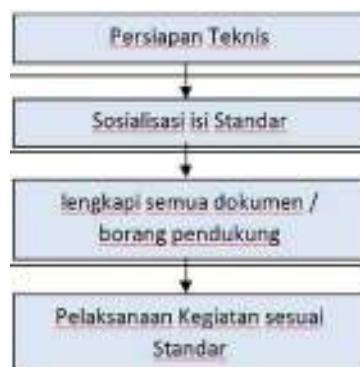 Persiapan Teknis
Sosialisasi isi Standar
lengkapi semua dokumen /
borang pendukung
Pelaksanaan Kegiatan sesuai
Standar